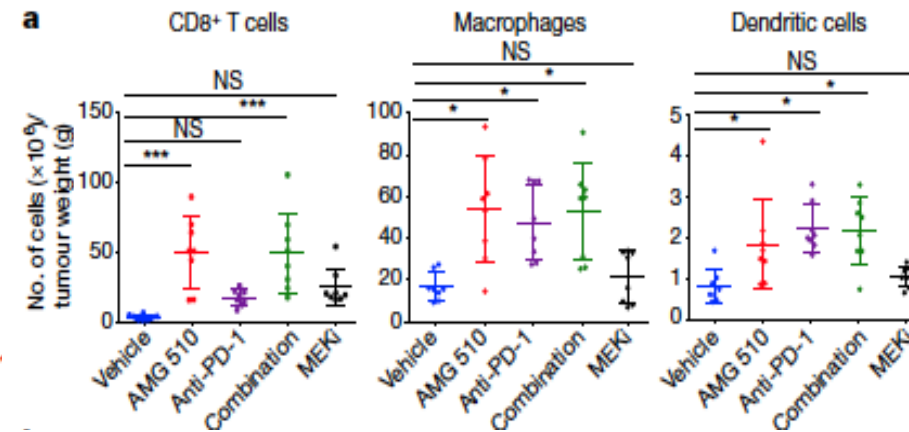 a
CD8⁺ T cells
NS
***
NS
***
No. of cells (×10⁶)/
tumour weight (g)
150
100
50
0
Vehicle
AMG 510
Anti-PD-1
Combination
MEKi
Macrophages
NS
*
*
*
100
80
60
40
20
0
Vehicle
AMG 510
Anti-PD-1
Combination
MEKi
Dendritic cells
NS
*
*
*
5
4
3
2
1
0
Vehicle
AMG 510
Anti-PD-1
Combination
MEKi